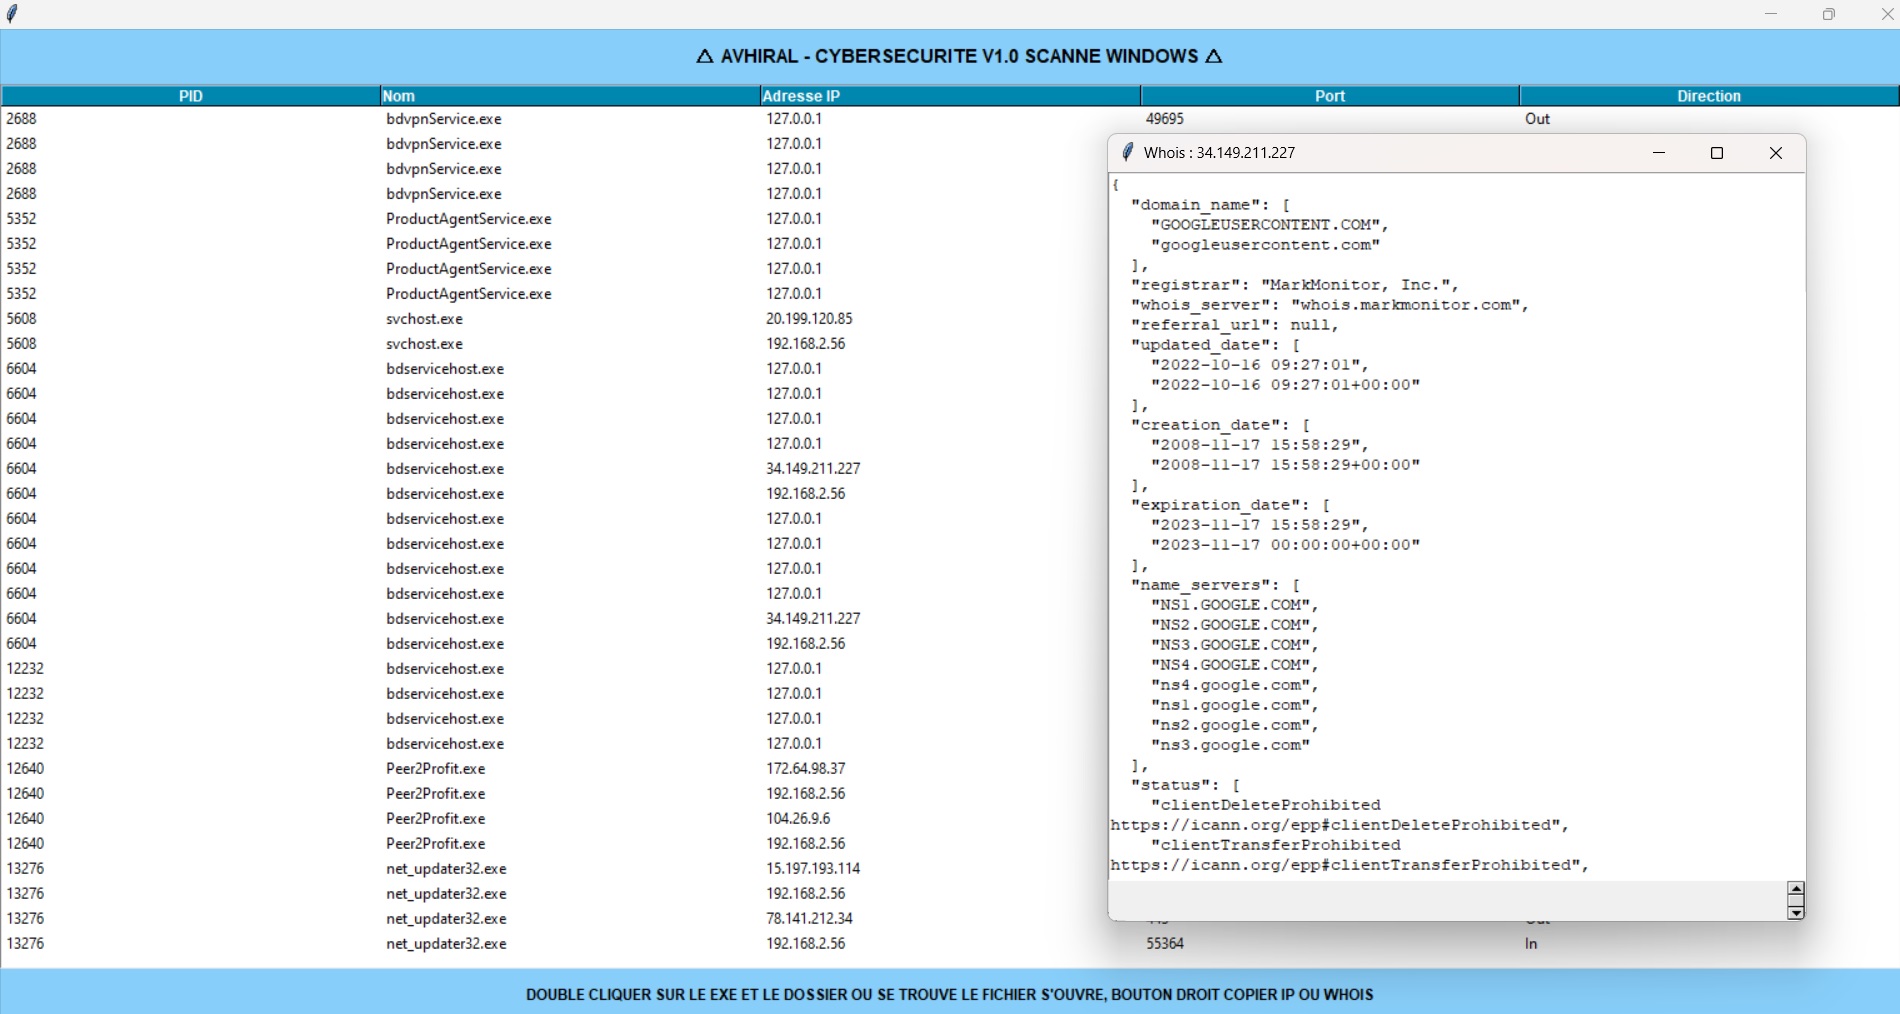 ⚠ AVHIRAL - CYBERSECURITE V1.0 SCANNE WINDOWS ⚠
PID Nom Adresse IP Port Direction
2688 bdvpnService.exe 127.0.0.1 49695 Out
2688 bdvpnService.exe 127.0.0.1
2688 bdvpnService.exe 127.0.0.1
2688 bdvpnService.exe 127.0.0.1
5352 ProductAgentService.exe 127.0.0.1
5352 ProductAgentService.exe 127.0.0.1
5352 ProductAgentService.exe 127.0.0.1
5352 ProductAgentService.exe 127.0.0.1
5608 svchost.exe 20.199.120.85
5608 svchost.exe 192.168.2.56
6604 bdservicehost.exe 127.0.0.1
6604 bdservicehost.exe 127.0.0.1
6604 bdservicehost.exe 127.0.0.1
6604 bdservicehost.exe 127.0.0.1
6604 bdservicehost.exe 34.149.211.227
6604 bdservicehost.exe 192.168.2.56
6604 bdservicehost.exe 127.0.0.1
6604 bdservicehost.exe 127.0.0.1
6604 bdservicehost.exe 127.0.0.1
6604 bdservicehost.exe 127.0.0.1
6604 bdservicehost.exe 34.149.211.227
6604 bdservicehost.exe 192.168.2.56
12232 bdservicehost.exe 127.0.0.1
12232 bdservicehost.exe 127.0.0.1
12232 bdservicehost.exe 127.0.0.1
12232 bdservicehost.exe 127.0.0.1
12640 Peer2Profit.exe 172.64.98.37
12640 Peer2Profit.exe 192.168.2.56
12640 Peer2Profit.exe 104.26.9.6
12640 Peer2Profit.exe 192.168.2.56
13276 net_updater32.exe 15.197.193.114
13276 net_updater32.exe 192.168.2.56
13276 net_updater32.exe 78.141.212.34
13276 net_updater32.exe 192.168.2.56 55364 In
Whois : 34.149.211.227
{
"domain_name": [
"GOOGLEUSERCONTENT.COM",
"googleusercontent.com"
],
"registrar": "MarkMonitor, Inc.",
"whois_server": "whois.markmonitor.com",
"referral_url": null,
"updated_date": [
"2022-10-16 09:27:01",
"2022-10-16 09:27:01+00:00"
],
"creation_date": [
"2008-11-17 15:58:29",
"2008-11-17 15:58:29+00:00"
],
"expiration_date": [
"2023-11-17 15:58:29",
"2023-11-17 00:00:00+00:00"
],
"name_servers": [
"NS1.GOOGLE.COM",
"NS2.GOOGLE.COM",
"NS3.GOOGLE.COM",
"NS4.GOOGLE.COM",
"ns4.google.com",
"ns1.google.com",
"ns2.google.com",
"ns3.google.com"
],
"status": [
"clientDeleteProhibited
https://icann.org/epp#clientDeleteProhibited",
"clientTransferProhibited
https://icann.org/epp#clientTransferProhibited",
DOUBLE CLIQUER SUR LE EXE ET LE DOSSIER OU SE TROUVE LE FICHIER S'OUVRE, BOUTON DROIT COPIER IP OU WHOIS